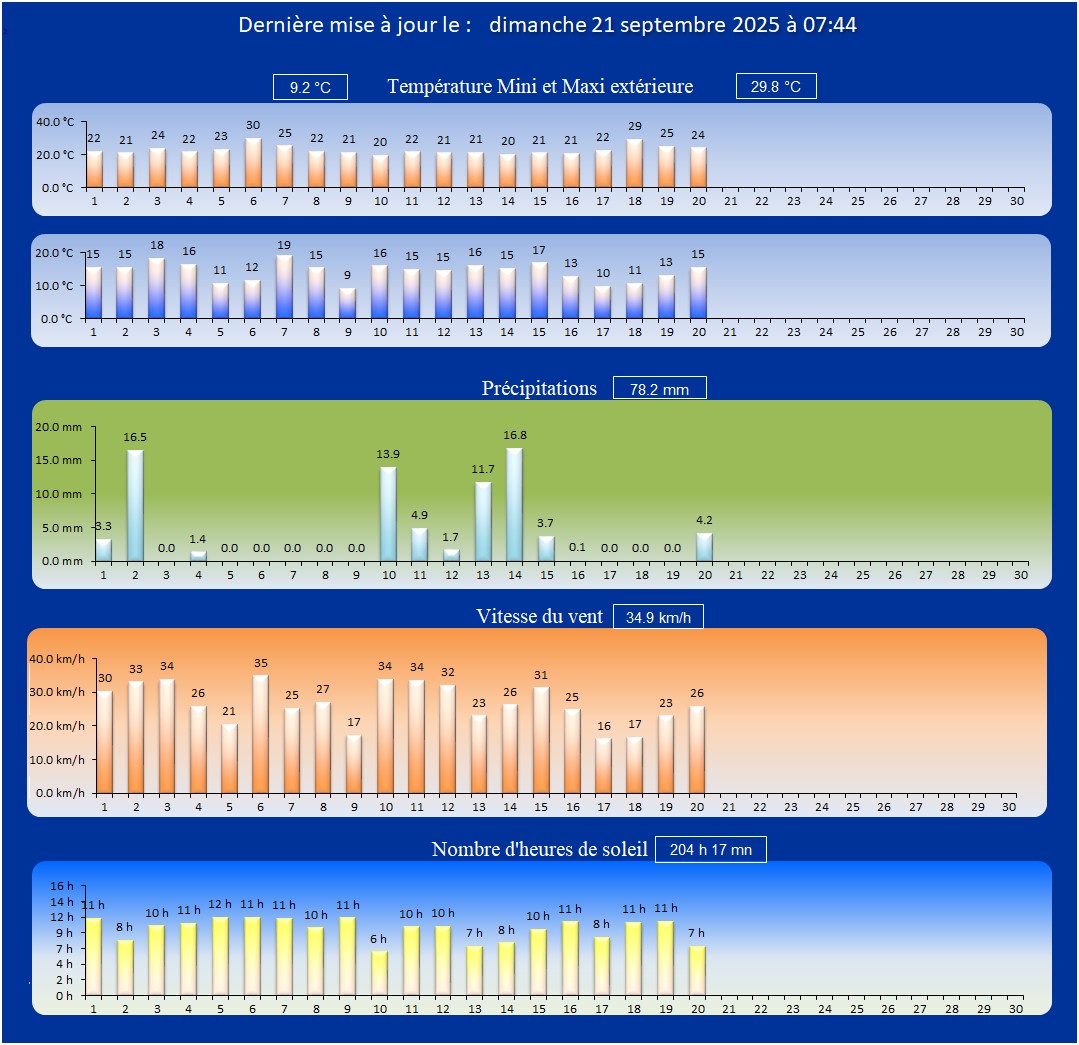 Dernière mise à jour le : dimanche 21 septembre 2025 à 07:44
9.2 °C Température Mini et Maxi extérieure 29.8 °C
40.0 °C
20.0 °C
0.0 °C
22 21 24 22 23 30 25 22 21 20 22 21 21 20 21 21 22 29 25 24
1 2 3 4 5 6 7 8 9 10 11 12 13 14 15 16 17 18 19 20 21 22 23 24 25 26 27 28 29 30
20.0 °C
10.0 °C
0.0 °C
15 15 18 16 11 12 19 15 9 16 15 15 16 15 17 13 10 11 13 15
1 2 3 4 5 6 7 8 9 10 11 12 13 14 15 16 17 18 19 20 21 22 23 24 25 26 27 28 29 30
Précipitations 78.2 mm
20.0 mm
15.0 mm
10.0 mm
5.0 mm
0.0 mm
3.3 16.5 0.0 1.4 0.0 0.0 0.0 0.0 0.0 13.9 4.9 1.7 11.7 16.8 3.7 0.1 0.0 0.0 0.0 4.2
1 2 3 4 5 6 7 8 9 10 11 12 13 14 15 16 17 18 19 20 21 22 23 24 25 26 27 28 29 30
Vitesse du vent 34.9 km/h
40.0 km/h
30.0 km/h
20.0 km/h
10.0 km/h
0.0 km/h
30 33 34 26 21 35 25 27 17 34 34 32 23 26 31 25 16 17 23 26
1 2 3 4 5 6 7 8 9 10 11 12 13 14 15 16 17 18 19 20 21 22 23 24 25 26 27 28 29 30
Nombre d'heures de soleil 204 h 17 mn
16 h
14 h
12 h
9 h
7 h
4 h
2 h
0 h
11 h 8 h 10 h 11 h 12 h 11 h 11 h 10 h 11 h 6 h 10 h 10 h 7 h 8 h 10 h 11 h 8 h 11 h 11 h 7 h
1 2 3 4 5 6 7 8 9 10 11 12 13 14 15 16 17 18 19 20 21 22 23 24 25 26 27 28 29 30